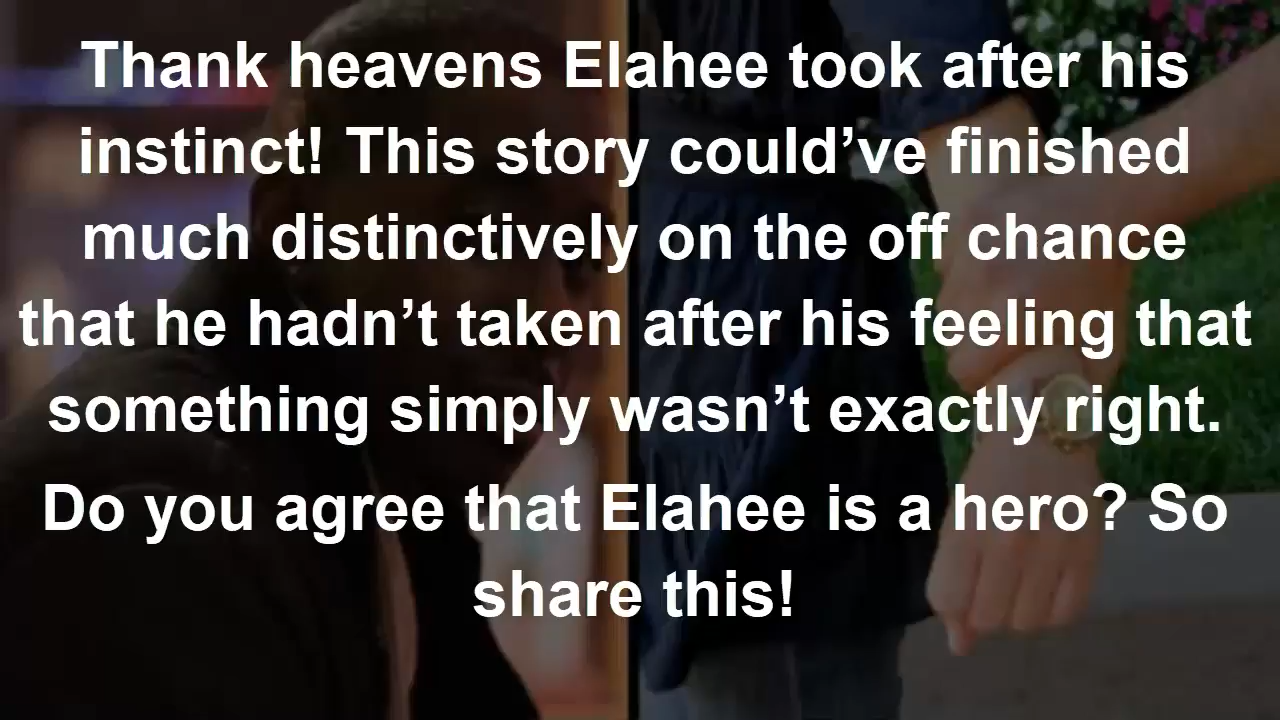 Thank heavens Elahee took after his
instinct! This story could’ve finished
much distinctively on the off chance
that he hadn’t taken after his feeling that
something simply wasn’t exactly right.
Do you agree that Elahee is a hero? So
share this!